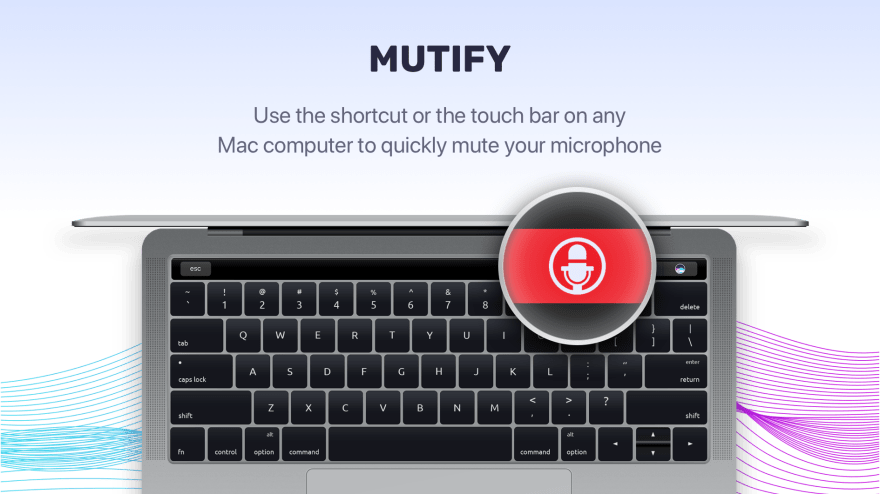 MUTIFY
Use the shortcut or the touch bar on any
Mac computer to quickly mute your microphone
esc
~ ! @ # $ % ^ & *
` 1 2 3 4 5 6 7 8 delete
tab Q W E R T Y U I [ } ] | \
caps lock A S D F G H J K L : ; " ' enter return
shift Z X C V B N M < , > . ? shift
fn control alt option command command alt option ◄ ▲ ▼ ►